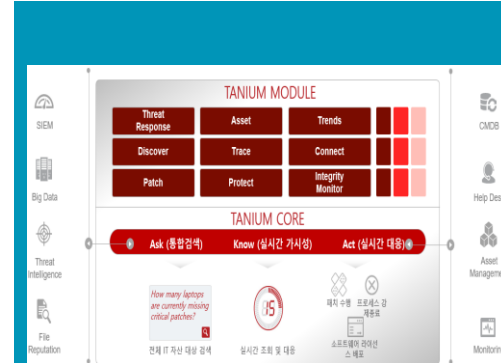 TANIUM MODULE
Threat Response
Asset
Trends
Discover
Trace
Connect
Patch
Protect
Integrity Monitor
SIEM
Big Data
Threat Intelligence
File Reputation
CMDB
Help Des
Asset
Manageme
Monitorin
TANIUM CORE
Ask (통합검색)
Know (실시간 가시성)
Act (실시간 대응)
How many laptops
are currently
missing critical
patches?
15
패치 수행
프로세스 강
제종료
소프트웨어 라이선
스 배포
전체 IT 자산 대상 검색
실시간 조회 및 대응